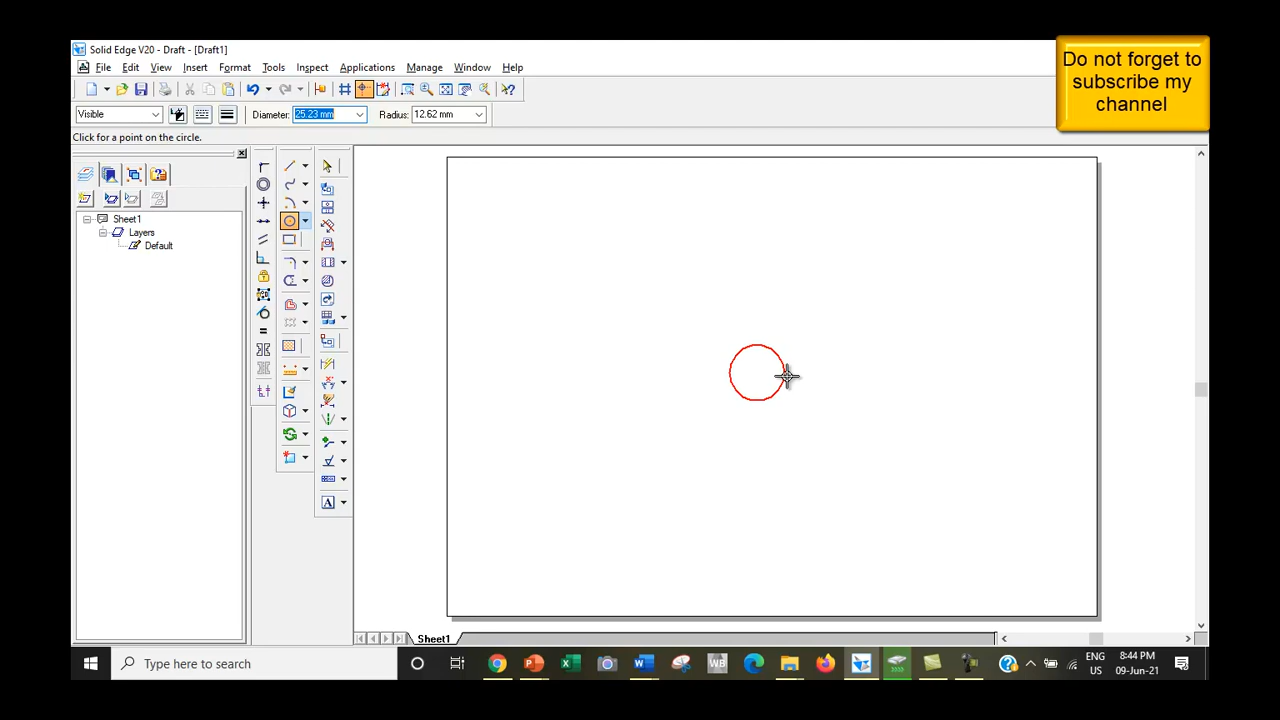 Solid Edge V20 - Draft - [Draft1]
Do not forget to
subscribe my
channel
File Edit View Insert Format Tools Inspect Applications Manage Window Help
Visible Diameter: 25.23 mm Radius: 12.62 mm
Click for a point on the circle.
Sheet1
Layers
Default
A
Sheet1
Type here to search
WB
ENG
US
8:44 PM
09-Jun-21